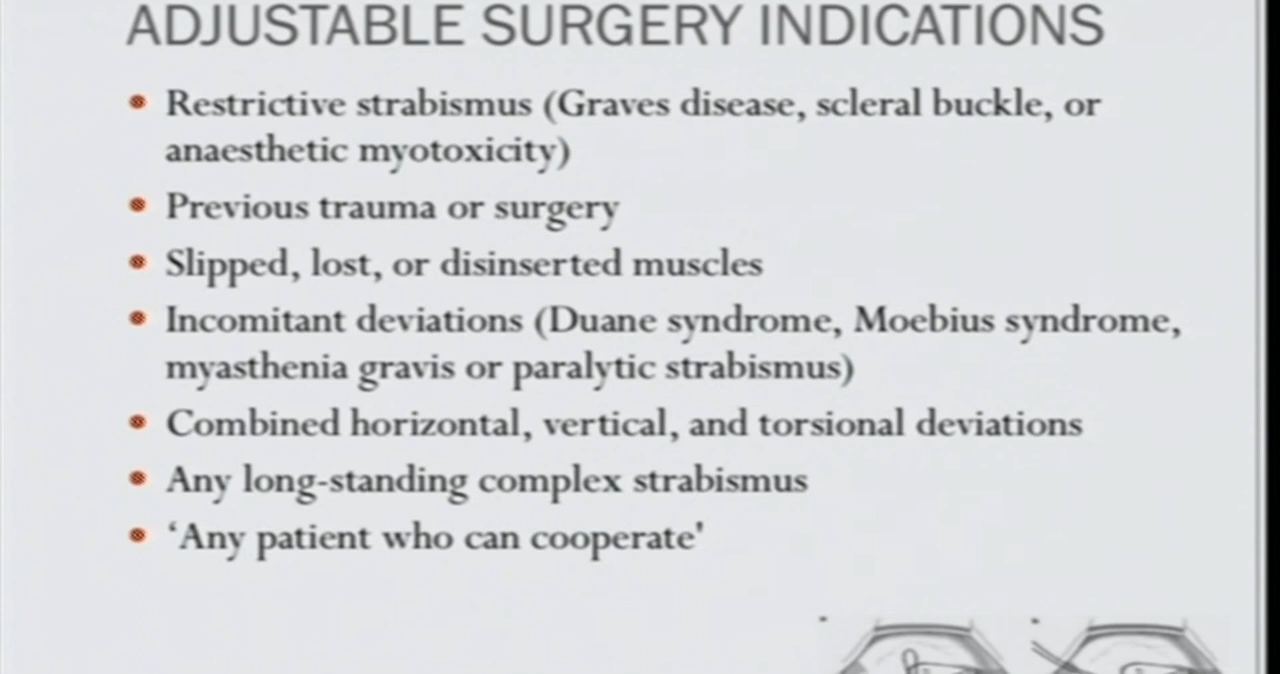 ADJUSTABLE SURGERY INDICATIONS
Restrictive strabismus (Graves disease, scleral buckle, or
anaesthetic myotoxicity)
Previous trauma or surgery
Slipped, lost, or disinserted muscles
Incomitant deviations (Duane syndrome, Moebius syndrome,
myasthenia gravis or paralytic strabismus)
Combined horizontal, vertical, and torsional deviations
Any long-standing complex strabismus
‘Any patient who can cooperate'